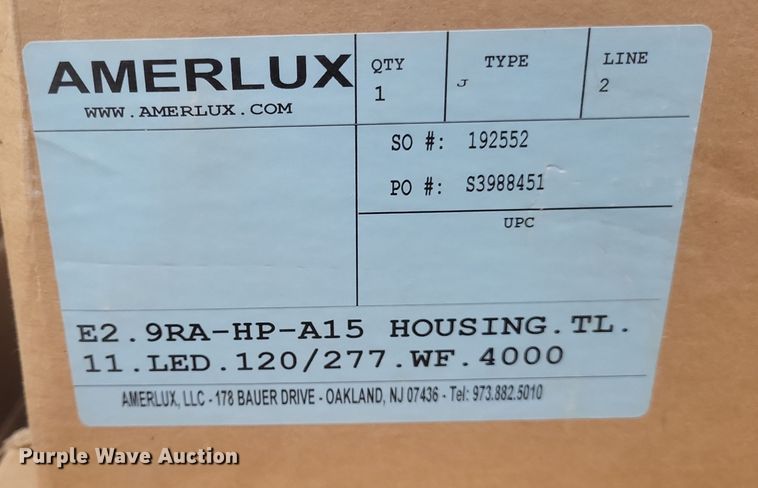 AMERLUX
WWW.AMERLUX.COM
QTY
1
TYPE
J
LINE
2
SO #: 192552
PO #: S3988451
UPC
E2.9RA-HP-A15 HOUSING.TL.
11.LED.120/277.WF.4000
AMERLUX, LLC - 178 BAUER DRIVE - OAKLAND, NJ 07436 - Tel: 973.882.5010
Purple Wave Auction